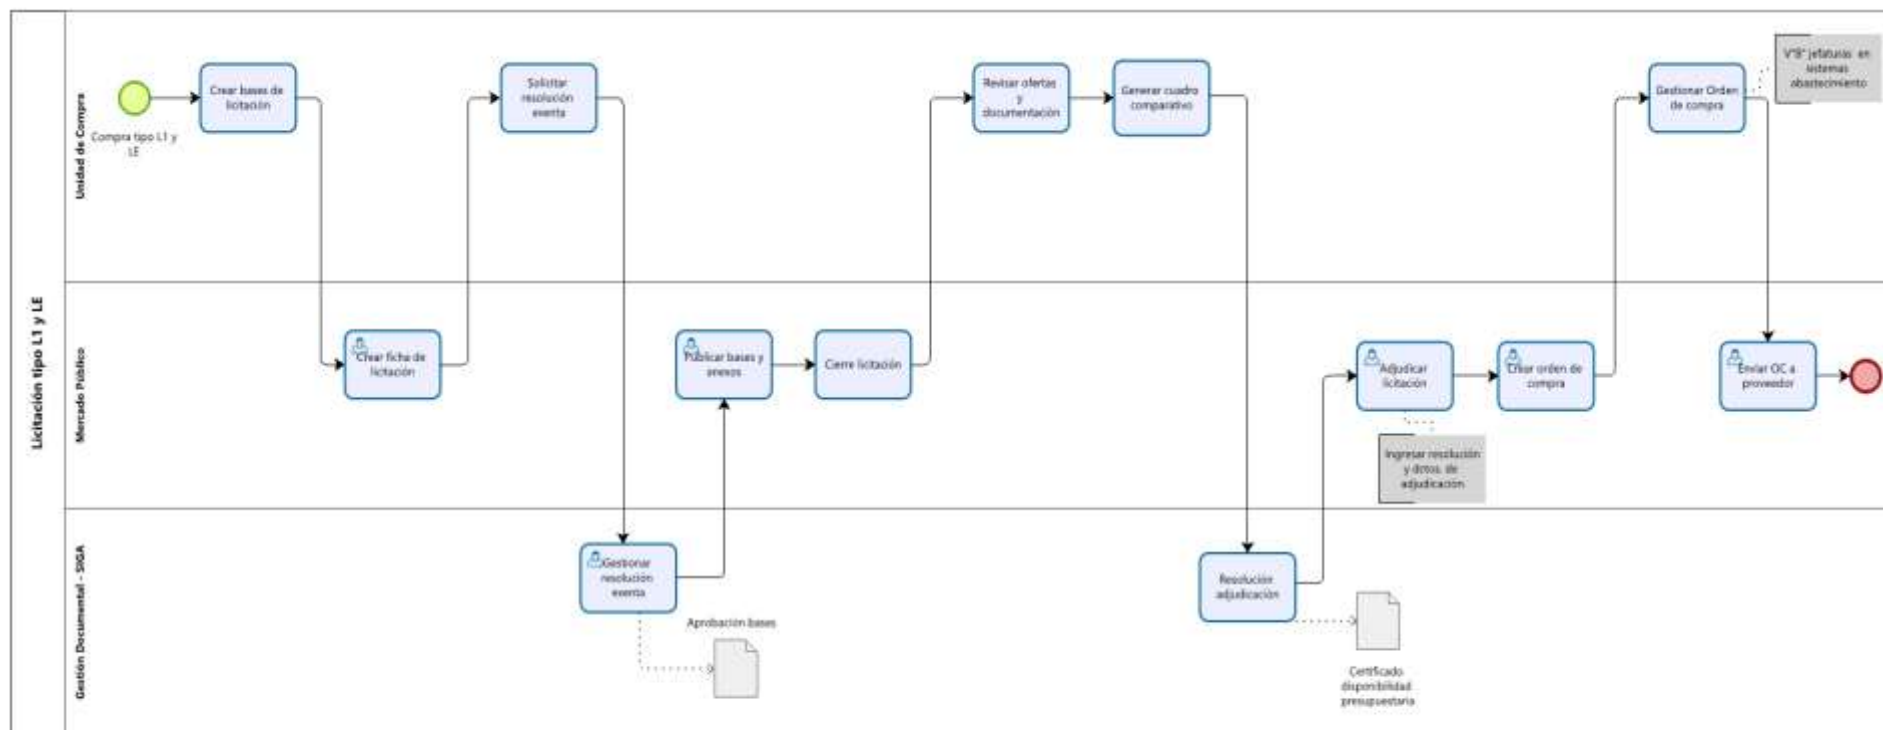 Licitación tipo L1 y LE
Unidad de Compra
Compra tipo L1 y
LE
Crear bases de
licitación
Solicitar
resolución
exenta
Revisar ofertas
y
documentación
Generar cuadro
comparativo
Gestionar Orden
de compra
V°B° jefaturas en
sistemas
abastecimiento
Mercado Público
Crear ficha de
licitación
Publicar bases y
anexos
Cierre licitación
Adjudicar
licitación
Crear orden de
compra
Enviar OC a
proveedor
Ingresar resolución
y dctos. de
adjudicación
Gestión Documental - SIGA
Gestionar
resolución
exenta
Aprobación bases
Resolución
adjudicación
Certificado
disponibilidad
presupuestaria